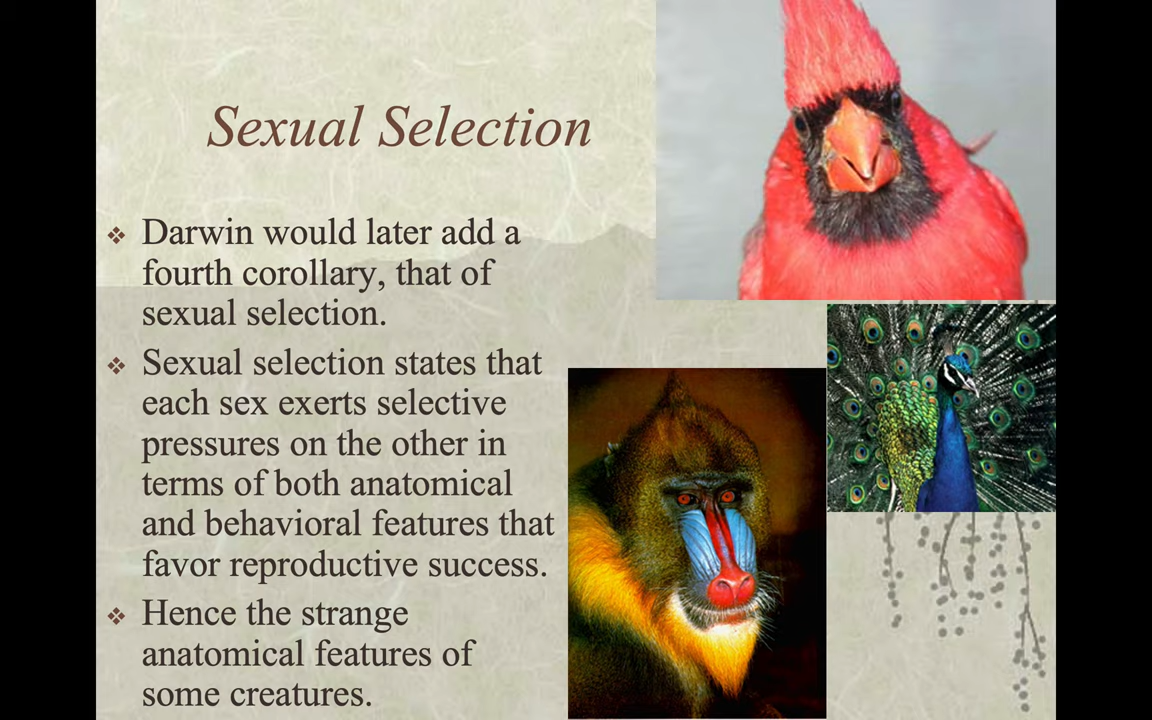 Sexual Selection
Darwin would later add a
fourth corollary, that of
sexual selection.
Sexual selection states that
each sex exerts selective
pressures on the other in
terms of both anatomical
and behavioral features that
favor reproductive success.
Hence the strange
anatomical features of
some creatures.